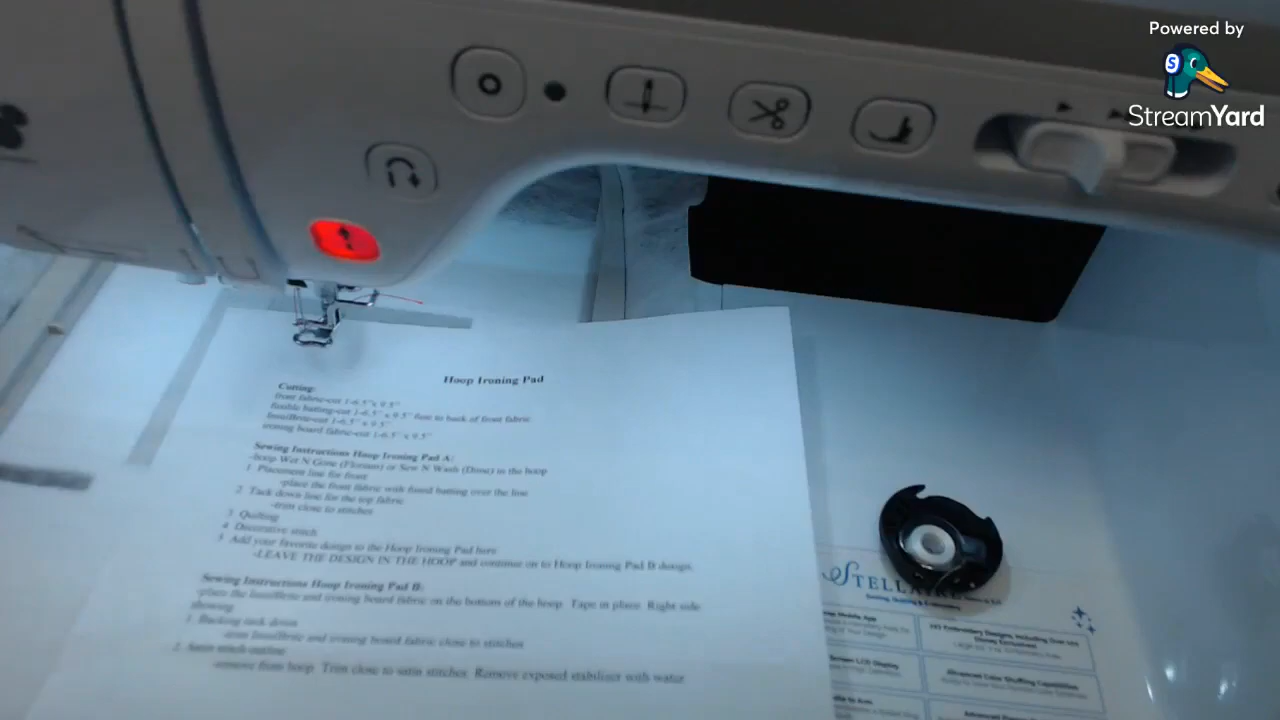 Powered by
StreamYard
Hoop Ironing Pad
Cutting:
front fabric-cut 1-6.5" x 9.5"
fusible batting-cut 1-6.5" x 9.5" fuse to back of front fabric
InsulBrite-cut 1-6.5" x 9.5"
ironing board fabric-cut 1-6.5" x 9.5"
Sewing Instructions Hoop Ironing Pad A:
-hoop Wet N Gone (Floriani) or Sew N Wash (Dime) in the hoop
1 Placement line for front
-place the front fabric with fused batting over the line
2 Tack down line for the top fabric
-trim close to stitches
3 Quilting
4 Decorative stitch
5 Add your favorite design to the Hoop Ironing Pad here
-LEAVE THE DESIGN IN THE HOOP and continue on to Hoop Ironing Pad B design.
Sewing Instructions Hoop Ironing Pad B:
-place the InsulBrite and ironing board fabric on the bottom of the hoop. Tape in place. Right side
showing.
1. Backing tack down
-trim InsulBrite and ironing board fabric close to stitches
2. Satin stitch outline
-remove from hoop. Trim close to satin stitches. Remove exposed stabilizer with water
STELLAIRE
Advanced Color Shuffling Capabilities